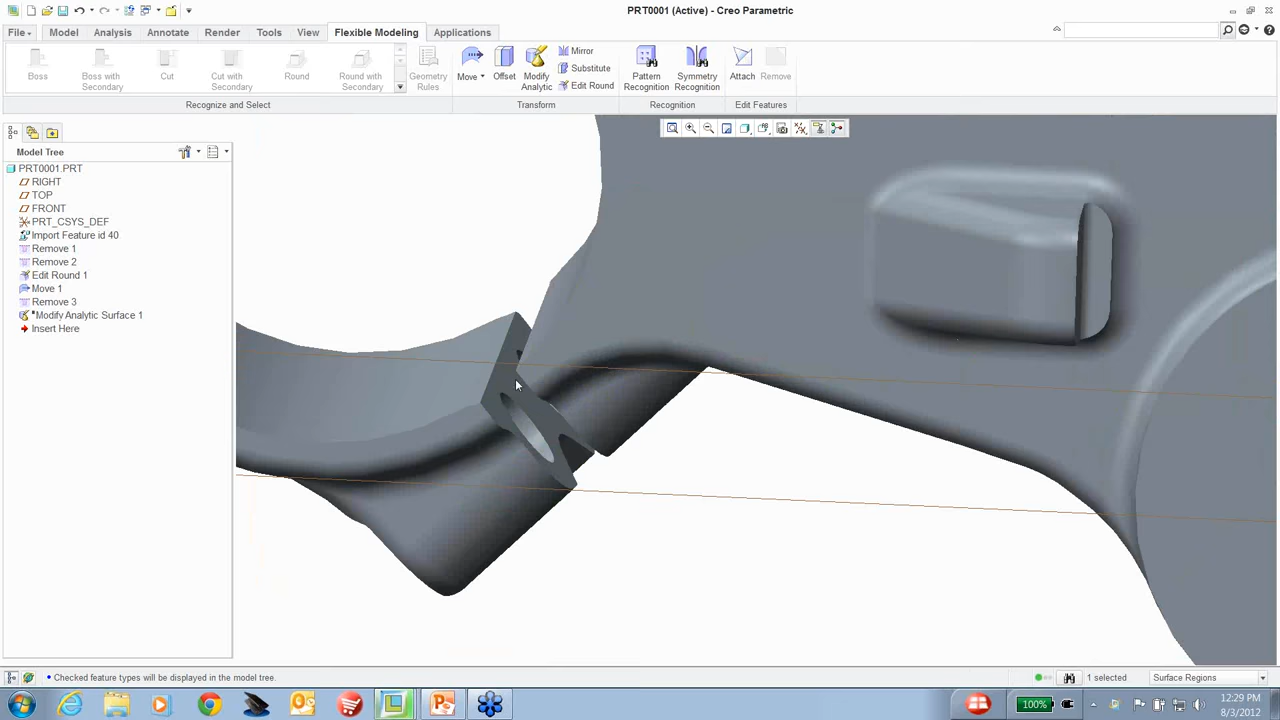 PRT0001 (Active) - Creo Parametric
File Model Analysis Annotate Render Tools View Flexible Modeling Applications
Boss
Boss with Secondary
Cut
Cut with Secondary
Round
Round with Secondary
Geometry Rules
Recognize and Select
Move
Offset
Modify Analytic
Mirror
Substitute
Edit Round
Transform
Pattern Recognition
Symmetry Recognition
Recognition
Attach
Remove
Edit Features
Model Tree
PRT0001.PRT
RIGHT
TOP
FRONT
PRT_CSYS_DEF
Import Feature id 40
Remove 1
Remove 2
Edit Round 1
Move 1
Remove 3
*Modify Analytic Surface 1
Insert Here
• Checked feature types will be displayed in the model tree.
1 selected
Surface Regions
100%
12:29 PM
8/3/2012